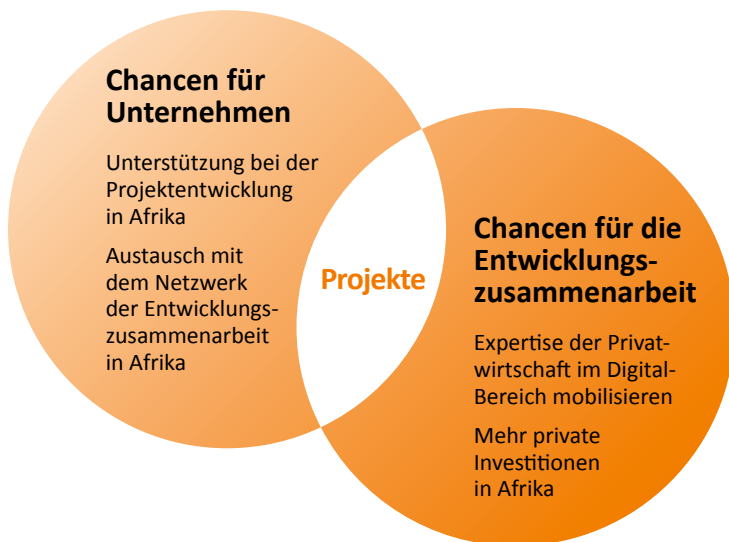 Chancen für
Unternehmen
Unterstützung bei der
Projektentwicklung
in Afrika
Austausch mit
dem Netzwerk
der Entwicklungs-
zusammenarbeit
in Afrika
Projekte
Chancen für die
Entwicklungs-
zusammenarbeit
Expertise der Privat-
wirtschaft im Digital-
Bereich mobilisieren
Mehr private
Investitionen
in Afrika